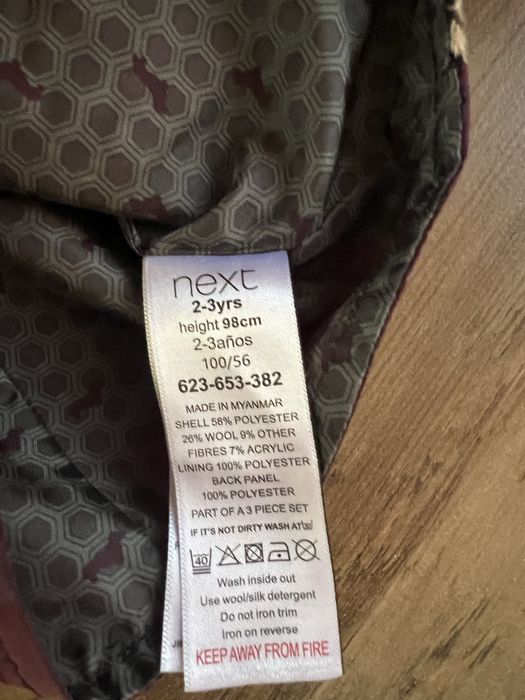 next
2-3yrs
height 98cm
2-3años
100/56
623-653-382
MADE IN MYANMAR
SHELL 58% POLYESTER
26% WOOL 9% OTHER
FIBRES 7% ACRYLIC
LINING 100% POLYESTER
BACK PANEL
100% POLYESTER
PART OF A 3 PIECE SET
IF IT'S NOT DIRTY WASH AT
40
Wash inside out
Use wool/silk detergent
Do not iron trim
Iron on reverse
KEEP AWAY FROM FIRE